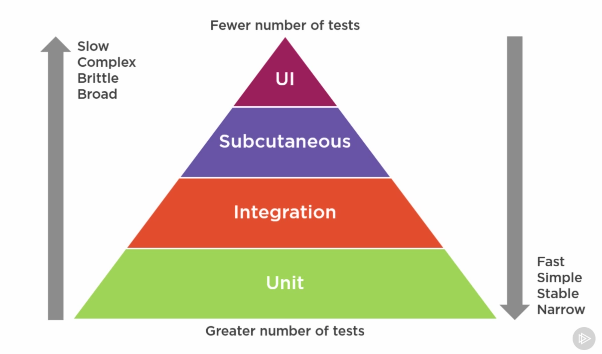 Fewer number of tests
Slow
Complex
Brittle
Broad
UI
Subcutaneous
Integration
Unit
Fast
Simple
Stable
Narrow
Greater number of tests